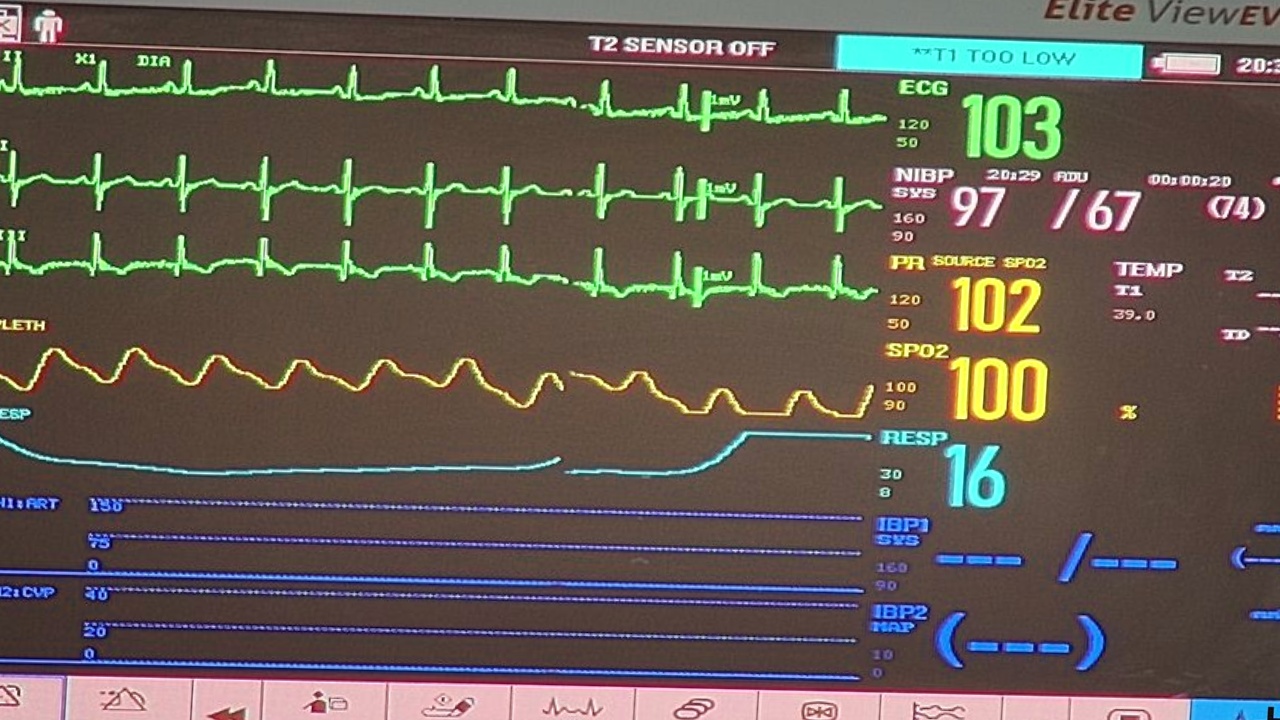 Elite ViewEV
T2 SENSOR OFF
**T1 TOO LOW
20:3
II X1 DIA
1mV
ECG
120
50
103
I
1mV
NIBP 20:29 ADU 00:00:20
SYS
160
90
97 /67 (74)
III
1mV
PR SOURCE SPO2
120
50
102
TEMP T2
T1
39.0
TD
PLETH
SPO2
100
90
100 %
RESP
RESP
30
8
16
ART
150
75
0
IBP1
SYS
160
90
--- /---
CVP
40
20
0
IBP2
MAP
10
0
(---)